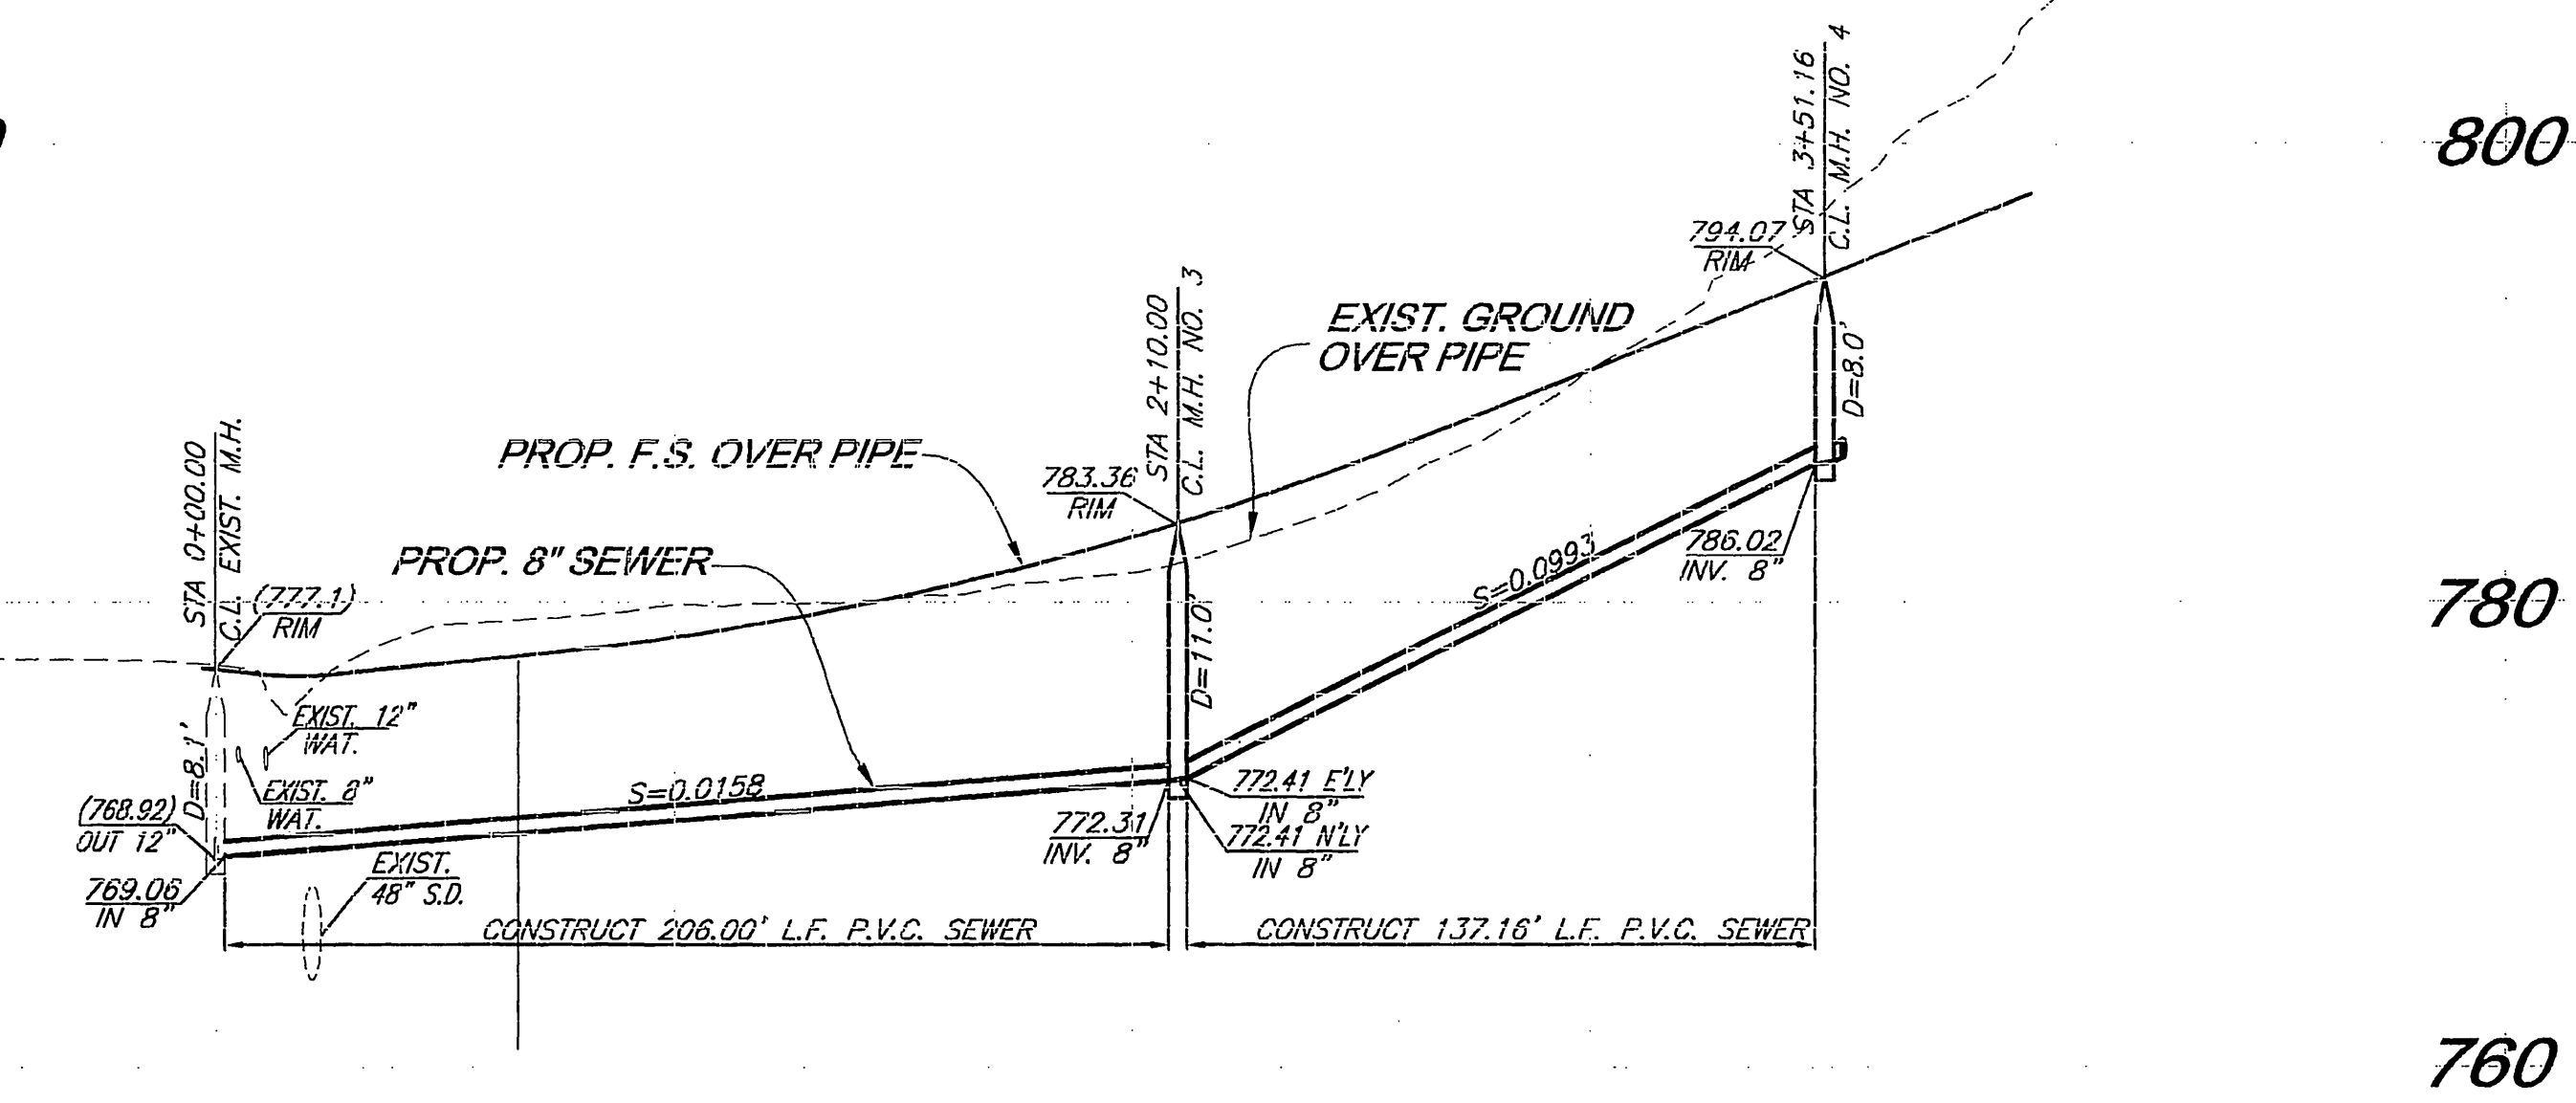 800
STA 3+51.16
C.L. M.H. NO. 4
794.07
RIM
STA 2+10.00
C.L. M.H. NO. 3
EXIST. GROUND
OVER PIPE
D=8.0'
STA 0+00.00
C.L. EXIST. M.H.
PROP. F.S. OVER PIPE
783.36
RIM
PROP. 8" SEWER
S=0.0993
786.02
INV. 8"
(777.1)
RIM
780
D=11.0'
EXIST. 12"
WAT.
D=8.1'
EXIST. 8"
WAT.
S=0.0158
772.41 E'LY
IN 8"
(768.92)
OUT 12"
772.31
INV. 8"
772.41 N'LY
IN 8"
769.06
IN 8"
EXIST.
48" S.D.
CONSTRUCT 206.00' L.F. P.V.C. SEWER
CONSTRUCT 137.16' L.F. P.V.C. SEWER
760